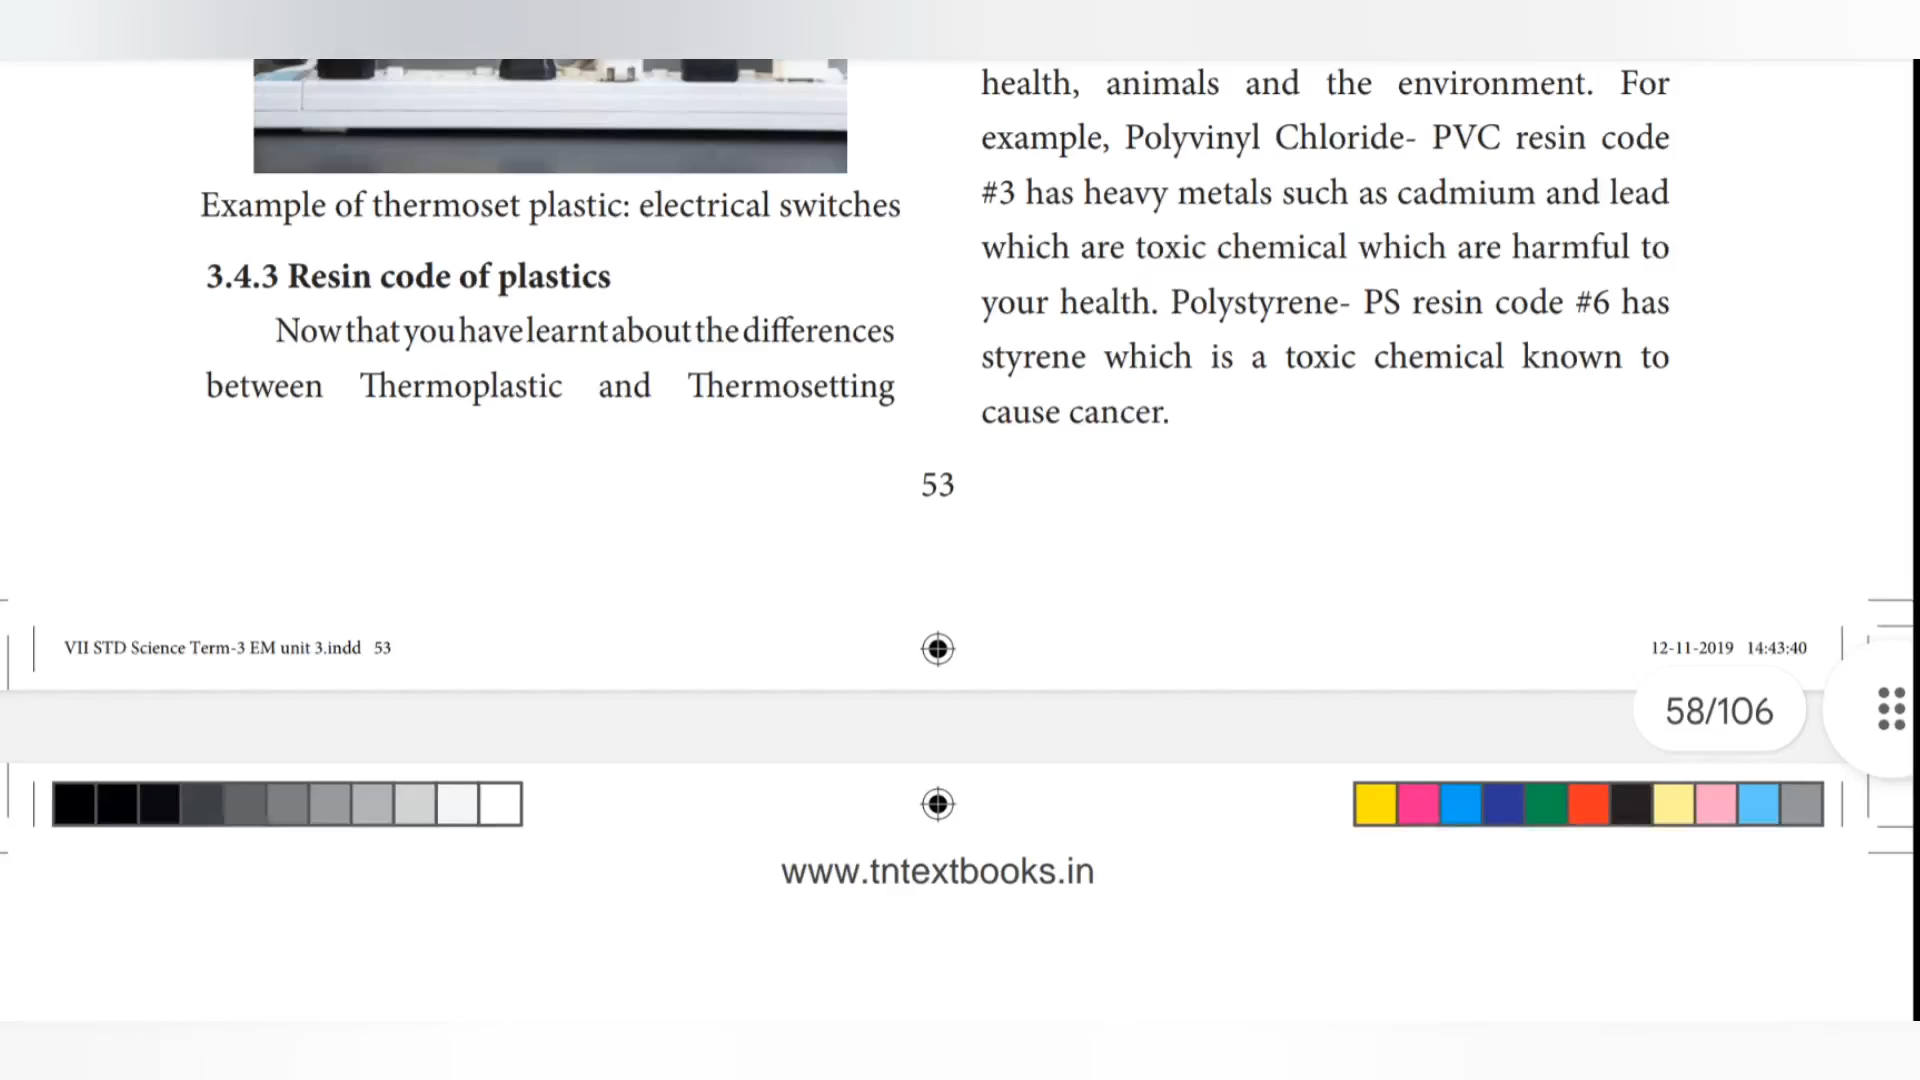 Example of thermoset plastic: electrical switches
3.4.3 Resin code of plastics
Now that you have learnt about the differences
between Thermoplastic and Thermosetting
health, animals and the environment. For
example, Polyvinyl Chloride- PVC resin code
#3 has heavy metals such as cadmium and lead
which are toxic chemical which are harmful to
your health. Polystyrene- PS resin code #6 has
styrene which is a toxic chemical known to
cause cancer.
53
VII STD Science Term-3 EM unit 3.indd 53
12-11-2019 14:43:40
58/106
www.tntextbooks.in